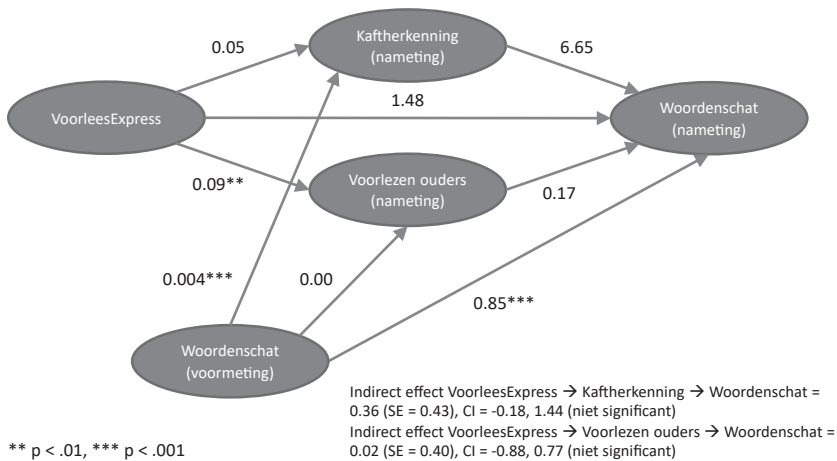 Kaftherkenning
(nameting)
0.05
6.65
1.48
VoorleesExpress
Woordenschat
(nameting)
0.09**
Voorlezen ouders
(nameting)
0.17
0.004***
0.00
0.85***
Woordenschat
(voormeting)
Indirect effect VoorleesExpress → Kaftherkenning → Woordenschat =
0.36 (SE = 0.43), CI = -0.18, 1.44 (niet significant)
Indirect effect VoorleesExpress → Voorlezen ouders → Woordenschat =
0.02 (SE = 0.40), CI = -0.88, 0.77 (niet significant)
** p < .01, *** p < .001